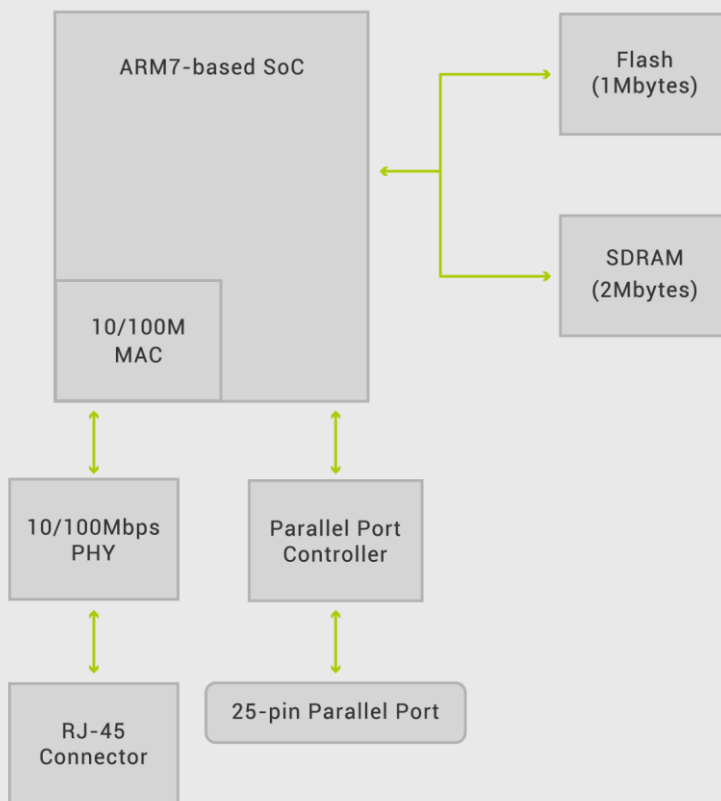 ARM7-based SoC
Flash
(1Mbytes)
SDRAM
(2Mbytes)
10/100M
MAC
10/100Mbps
PHY
Parallel Port
Controller
RJ-45
Connector
25-pin Parallel Port